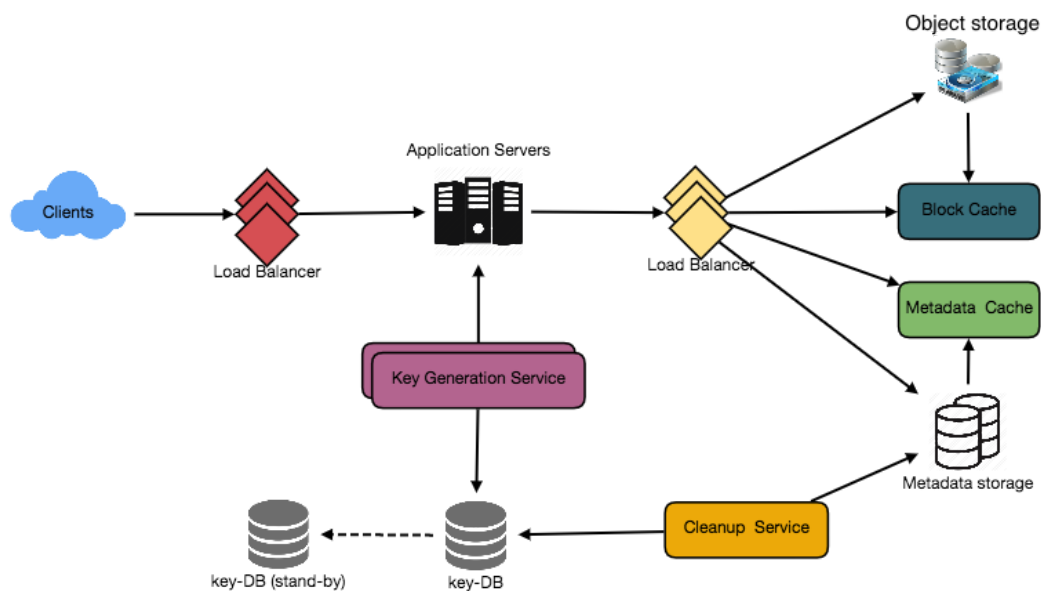 Object storage
Application Servers
Clients
Block Cache
Load Balancer
Load Balancer
Metadata Cache
Key Generation Service
Metadata storage
Cleanup Service
key-DB (stand-by)
key-DB